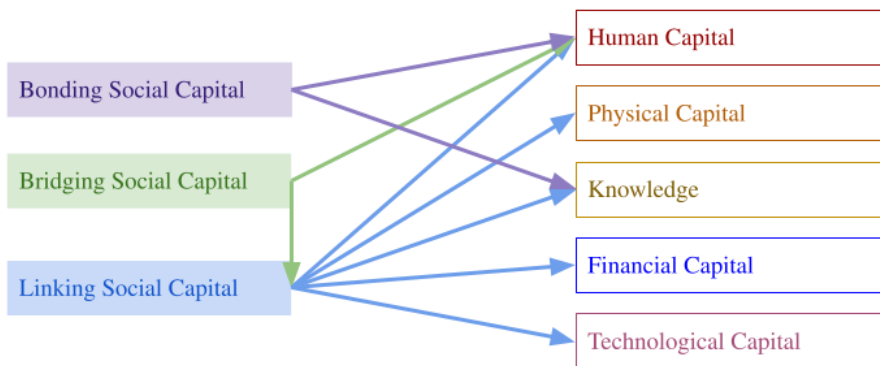 Bonding Social Capital
Bridging Social Capital
Linking Social Capital
Human Capital
Physical Capital
Knowledge
Financial Capital
Technological Capital